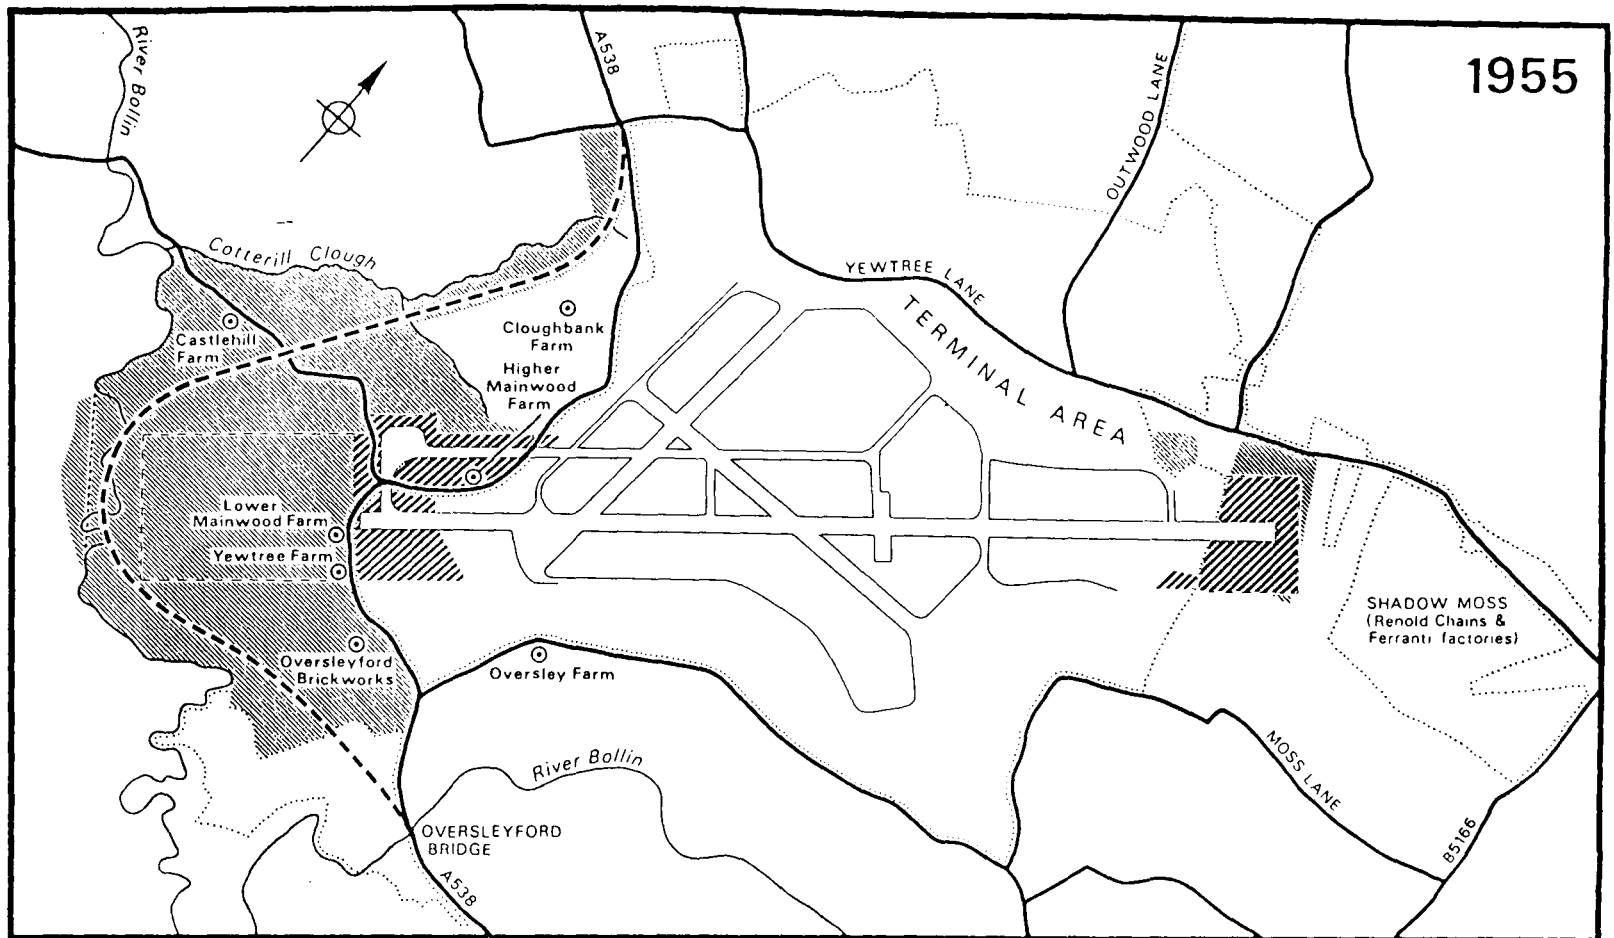 1955
River Bollin
A538
OUTWOOD LANE
Cotterill Clough
YEWTREE LANE
TERMINAL AREA
Castlehill
Farm
Cloughbank
Farm
Higher
Mainwood
Farm
Lower
Mainwood Farm
Yewtree Farm
Oversleyford
Brickworks
Oversley Farm
SHADOW MOSS
(Renold Chains &
Ferranti factories)
River Bollin
MOSS LANE
OVERSLEYFORD
BRIDGE
A538
B5166